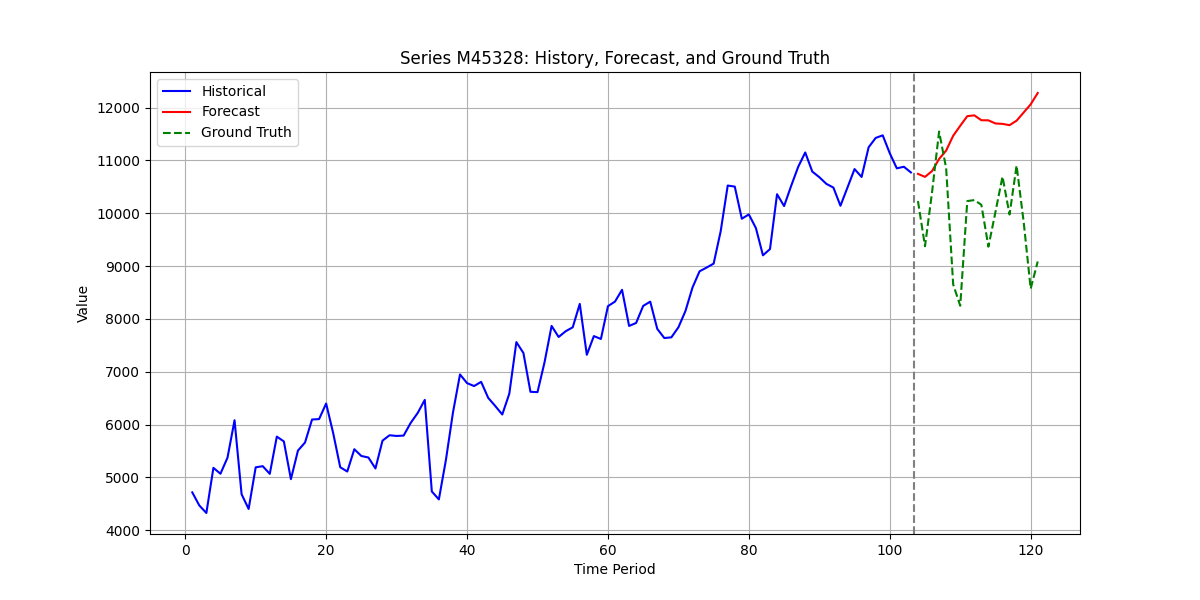 Series M45328: History, Forecast, and Ground Truth
Historical
Forecast
Ground Truth
12000
11000
10000
9000
8000
7000
6000
5000
4000
Value
0 20 40 60 80 100 120
Time Period